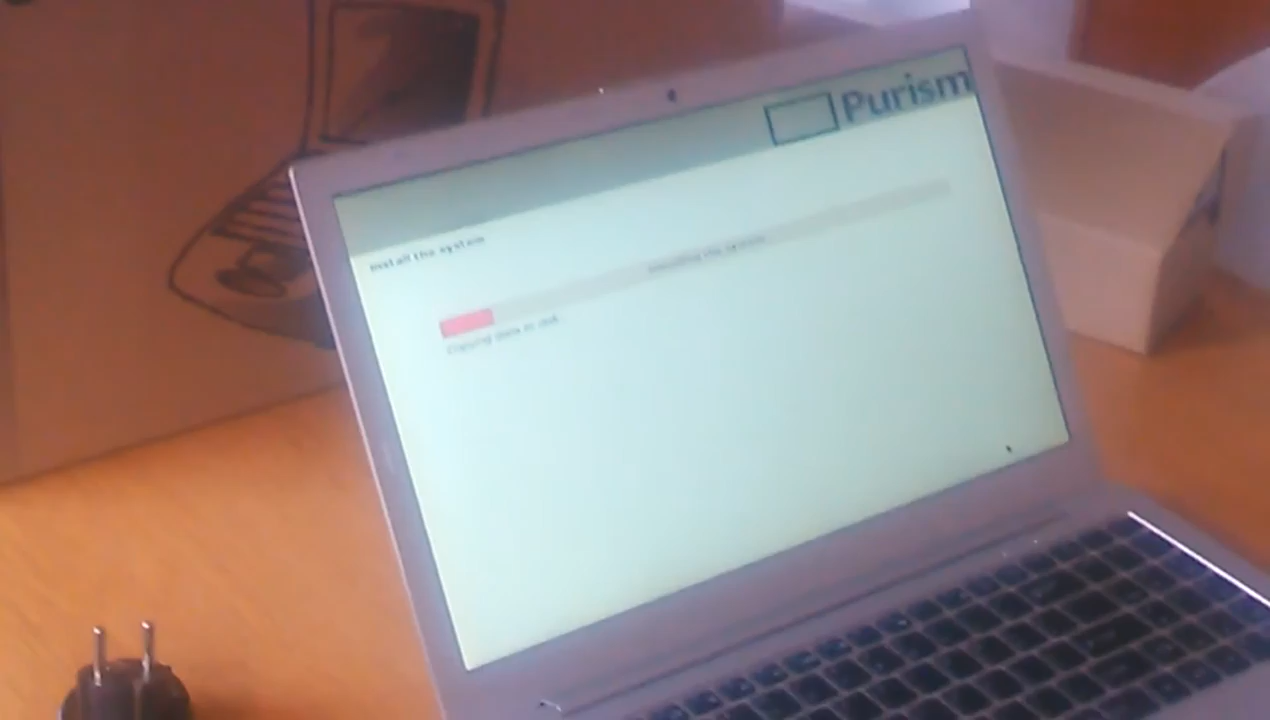 Purism
Install the system
Installing the system
Copying data to disk